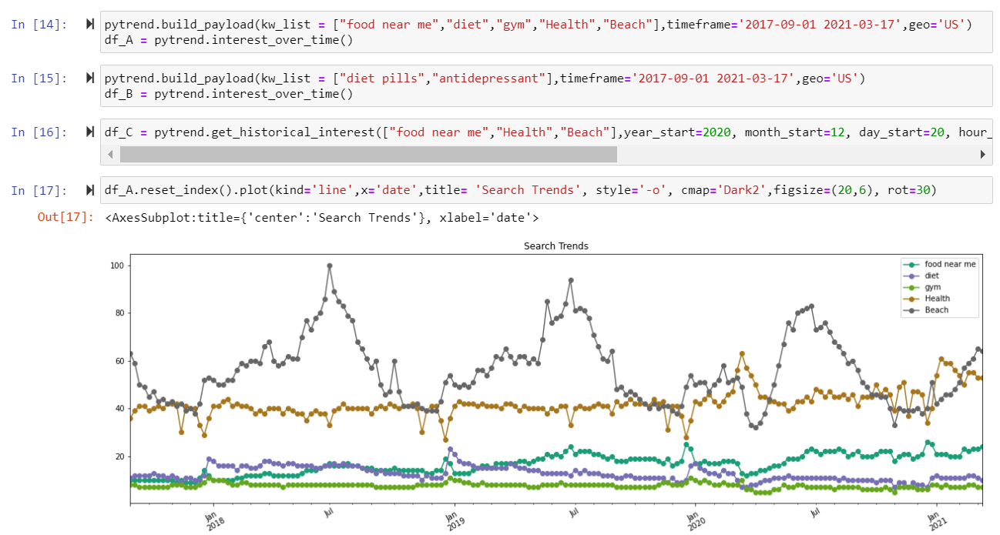 In [14]: pytrend.build_payload(kw_list = ["food near me","diet","gym","Health","Beach"],timeframe='2017-09-01 2021-03-17',geo='US')
df_A = pytrend.interest_over_time()
In [15]: pytrend.build_payload(kw_list = ["diet pills","antidepressant"],timeframe='2017-09-01 2021-03-17',geo='US')
df_B = pytrend.interest_over_time()
In [16]: df_C = pytrend.get_historical_interest(["food near me","Health","Beach"],year_start=2020, month_start=12, day_start=20, hour_
In [17]: df_A.reset_index().plot(kind='line',x='date',title= 'Search Trends', style='-o', cmap='Dark2',figsize=(20,6), rot=30)
Out[17]: <AxesSubplot:title={'center':'Search Trends'}, xlabel='date'>
Search Trends
100
80
60
40
20
food near me
diet
gym
Health
Beach
Jan
2018
Jul
Jan
2019
Jul
Jan
2020
Jul
Jan
2021